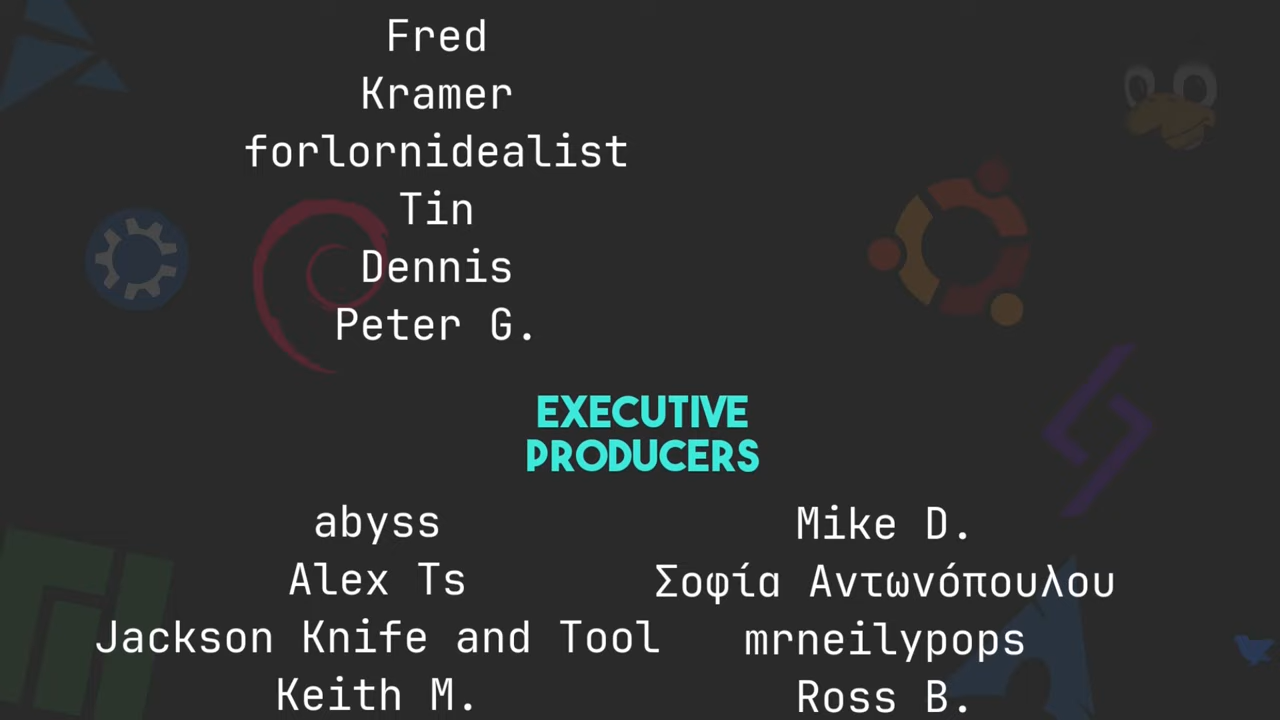 Fred
Kramer
forlornidealist
Tin
Dennis
Peter G.
EXECUTIVE
PRODUCERS
abyss
Alex Ts
Jackson Knife and Tool
Keith M.
Mike D.
Σοφία Αντωνόπουλου
mrneilypops
Ross B.